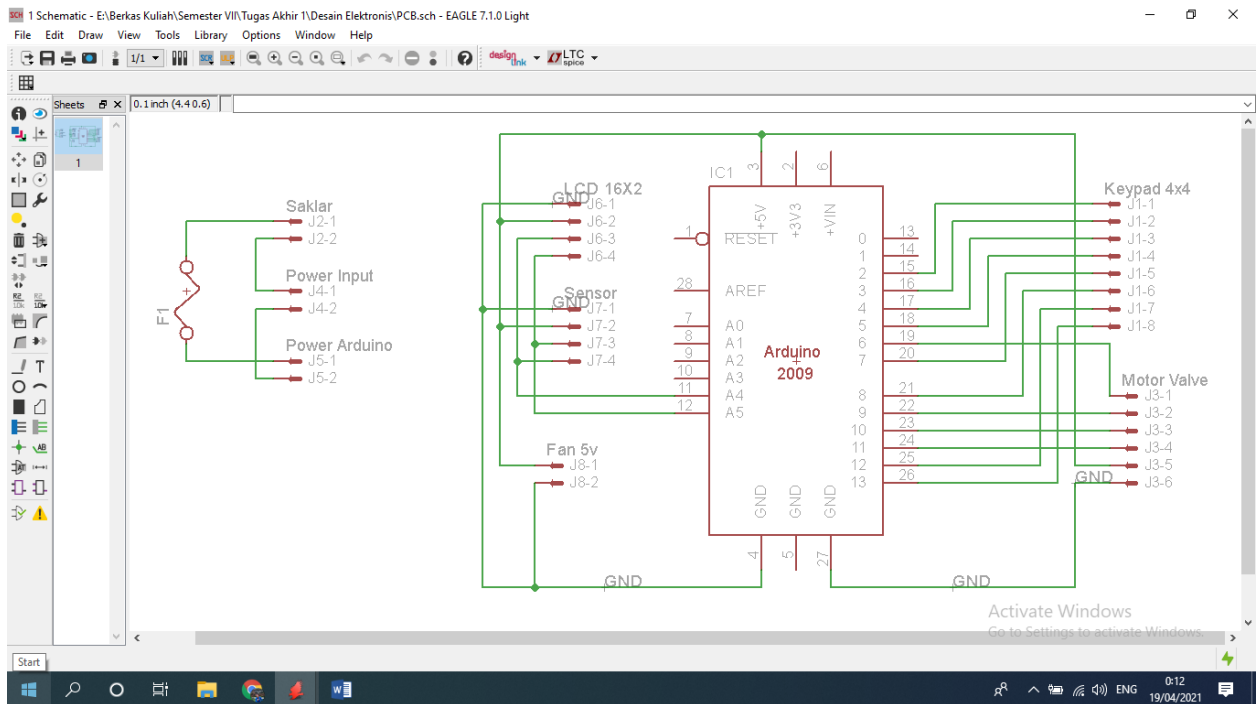 SCH 1 Schematic - E:\Berkas Kuliah\Semester VII\Tugas Akhir 1\Desain Elektronis\PCB.sch - EAGLE 7.1.0 Light
File Edit Draw View Tools Library Options Window Help
1/1 SCR ULP design link LTC spice
Sheets
1
0.1 inch (4.4 0.6)
R2 10k R2 10k
T
AB
Saklar
J2-1
J2-2
Power Input
J4-1
J4-2
Power Arduino
J5-1
J5-2
F1
LCD 16X2
GND J6-1
J6-2
J6-3
J6-4
Sensor
GND J7-1
J7-2
J7-3
J7-4
Fan 5v
J8-1
J8-2
GND
IC1
3 2 6
+5V +3V3 +VIN
1 RESET
28 AREF
7 A0
8 A1
9 A2
10 A3
11 A4
12 A5
Arduino
2009
0 13
1 14
2 15
3 16
4 17
5 18
6 19
7 20
8 21
9 22
10 23
11 24
12 25
13 26
GND GND GND
4 5 27
GND
Keypad 4x4
J1-1
J1-2
J1-3
J1-4
J1-5
J1-6
J1-7
J1-8
Motor Valve
J3-1
J3-2
J3-3
J3-4
J3-5
GND J3-6
Activate Windows
Go to Settings to activate Windows.
Start
W ENG 0:12
19/04/2021